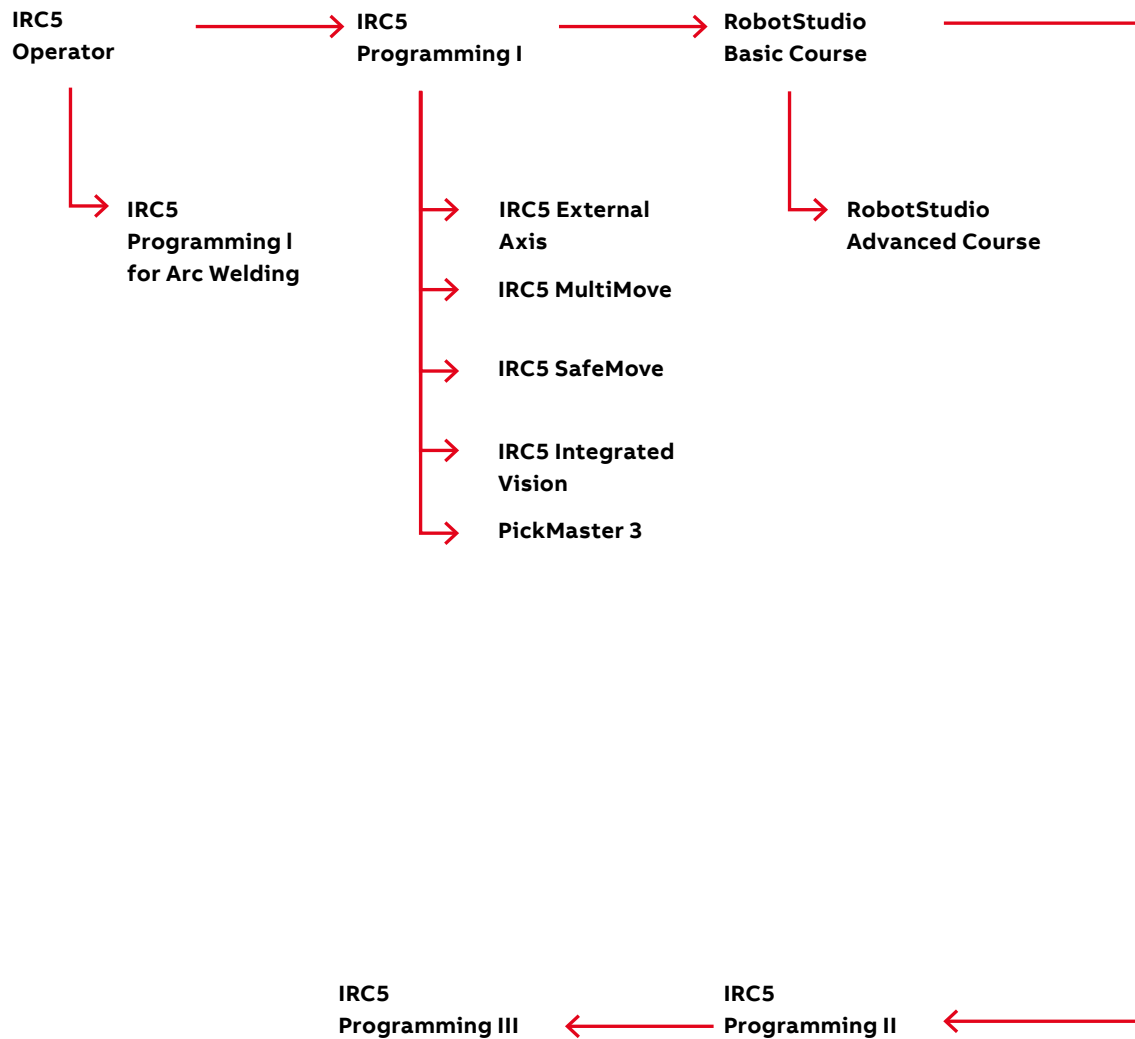 IRC5
Operator
IRC5
Programming I
RobotStudio
Basic Course
IRC5
Programming l
for Arc Welding
IRC5 External
Axis
IRC5 MultiMove
IRC5 SafeMove
IRC5 Integrated
Vision
PickMaster 3
RobotStudio
Advanced Course
IRC5
Programming III
IRC5
Programming II